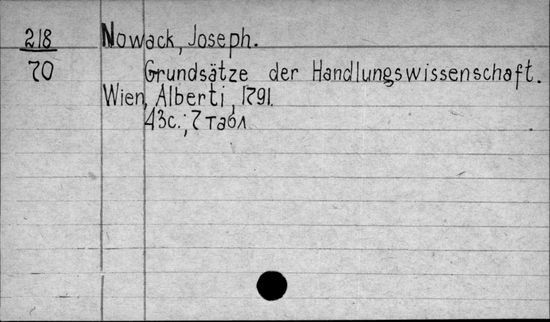 218 Nowack, Joseph.
70 Grundsätze der Handlungswissenschaft.
Wien, Alberti, 1791.
43с.; 7 табл